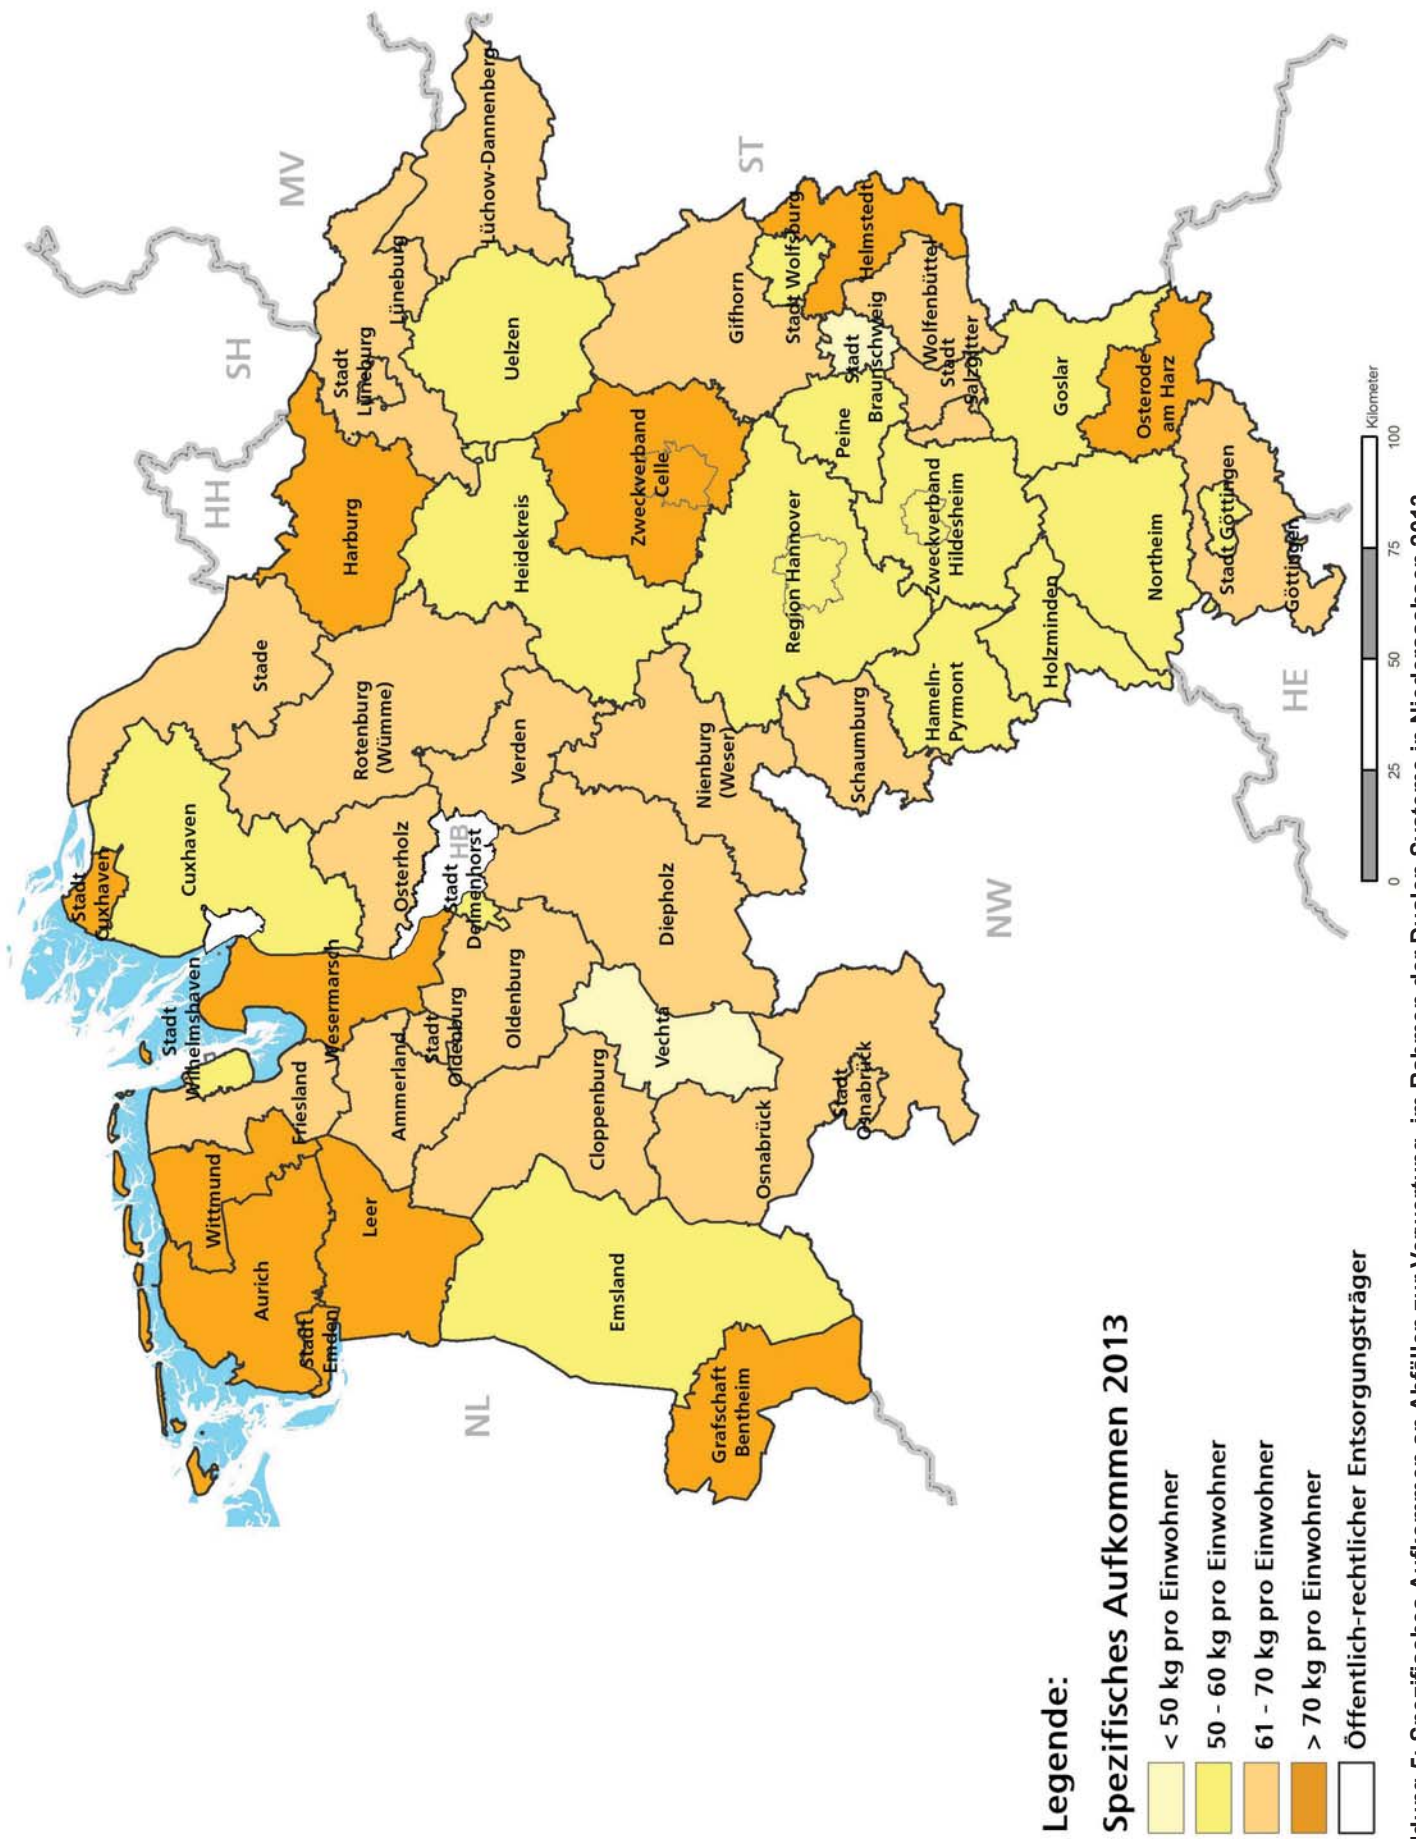 MV
SH
HH
ST
HB
NL
NW
HE
Stadt
Cuxhaven
Cuxhaven
Stade
Harburg
Stadt
Lüneburg
Lüneburg
Lüchow-Dannenberg
Uelzen
Stadt
Wilhelmshaven
Wittmund
Aurich
Stadt
Emden
Friesland
Wesermarsch
Leer
Ammerland
Osterholz
Rotenburg
(Wümme)
Heidekreis
Stadt
Oldenburg
Stadt
Delmenhorst
Oldenburg
Verden
Cloppenburg
Emsland
Vechta
Diepholz
Nienburg
(Weser)
Zweckverband
Celle
Gifhorn
Stadt Wolfsburg
Helmstedt
Grafschaft
Bentheim
Osnabrück
Stadt
Osnabrück
Region Hannover
Schaumburg
Peine
Stadt
Braunschweig
Wolfenbüttel
Stadt
Salzgitter
Hameln-
Pyrmont
Zweckverband
Hildesheim
Holzminden
Goslar
Northeim
Osterode
am Harz
Stadt Göttingen
Göttingen
Legende:
Spezifisches Aufkommen 2013
< 50 kg pro Einwohner
50 - 60 kg pro Einwohner
61 - 70 kg pro Einwohner
> 70 kg pro Einwohner
Öffentlich-rechtlicher Entsorgungsträger
0 25 50 75 100
Kilometer